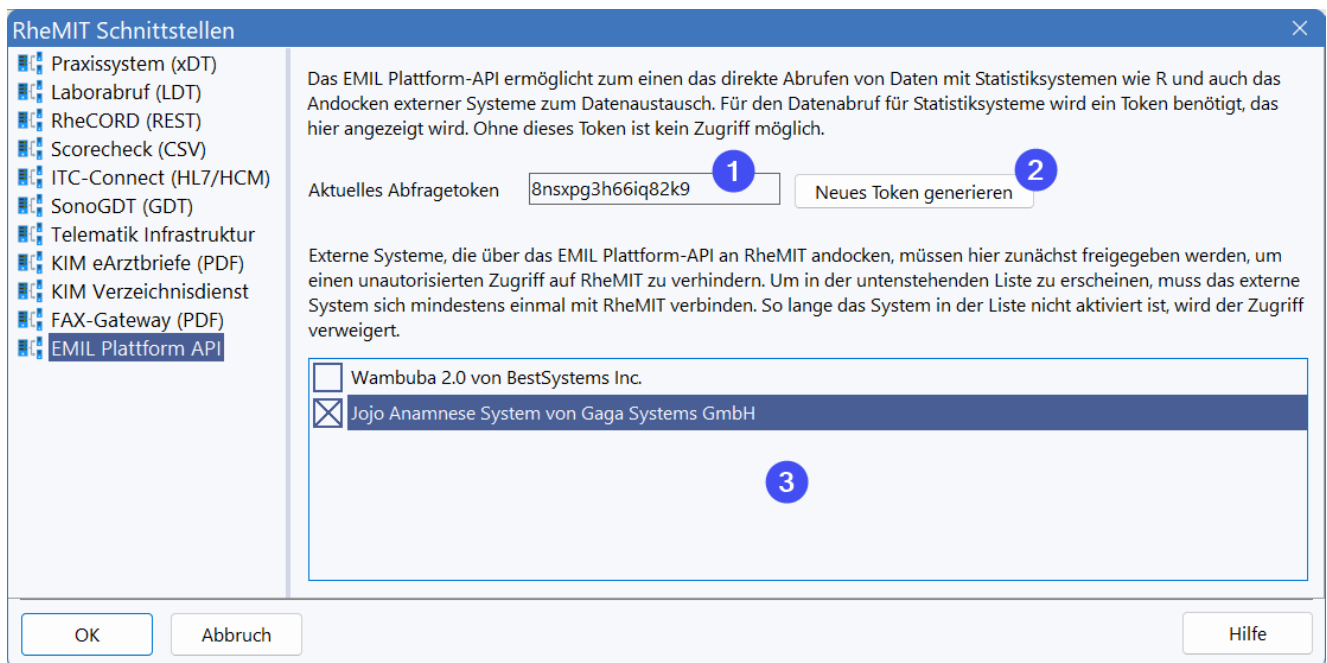 RheMIT Schnittstellen
Praxissystem (xDT)
Laborabruf (LDT)
RheCORD (REST)
Scorecheck (CSV)
ITC-Connect (HL7/HCM)
SonoGDT (GDT)
Telematik Infrastruktur
KIM eArztbriefe (PDF)
KIM Verzeichnisdienst
FAX-Gateway (PDF)
EMIL Plattform API
Das EMIL Plattform-API ermöglicht zum einen das direkte Abrufen von Daten mit Statistiksystemen wie R und auch das
Andocken externer Systeme zum Datenaustausch. Für den Datenabruf für Statistiksysteme wird ein Token benötigt, das
hier angezeigt wird. Ohne dieses Token ist kein Zugriff möglich.
1
2
Aktuelles Abfragetoken 8nsxpg3h66iq82k9 Neues Token generieren
Externe Systeme, die über das EMIL Plattform-API an RheMIT andocken, müssen hier zunächst freigegeben werden, um
einen unautorisierten Zugriff auf RheMIT zu verhindern. Um in der untenstehenden Liste zu erscheinen, muss das externe
System sich mindestens einmal mit RheMIT verbinden. So lange das System in der Liste nicht aktiviert ist, wird der Zugriff
verweigert.
Wambuba 2.0 von BestSystems Inc.
Jojo Anamnese System von Gaga Systems GmbH
3
OK Abbruch Hilfe